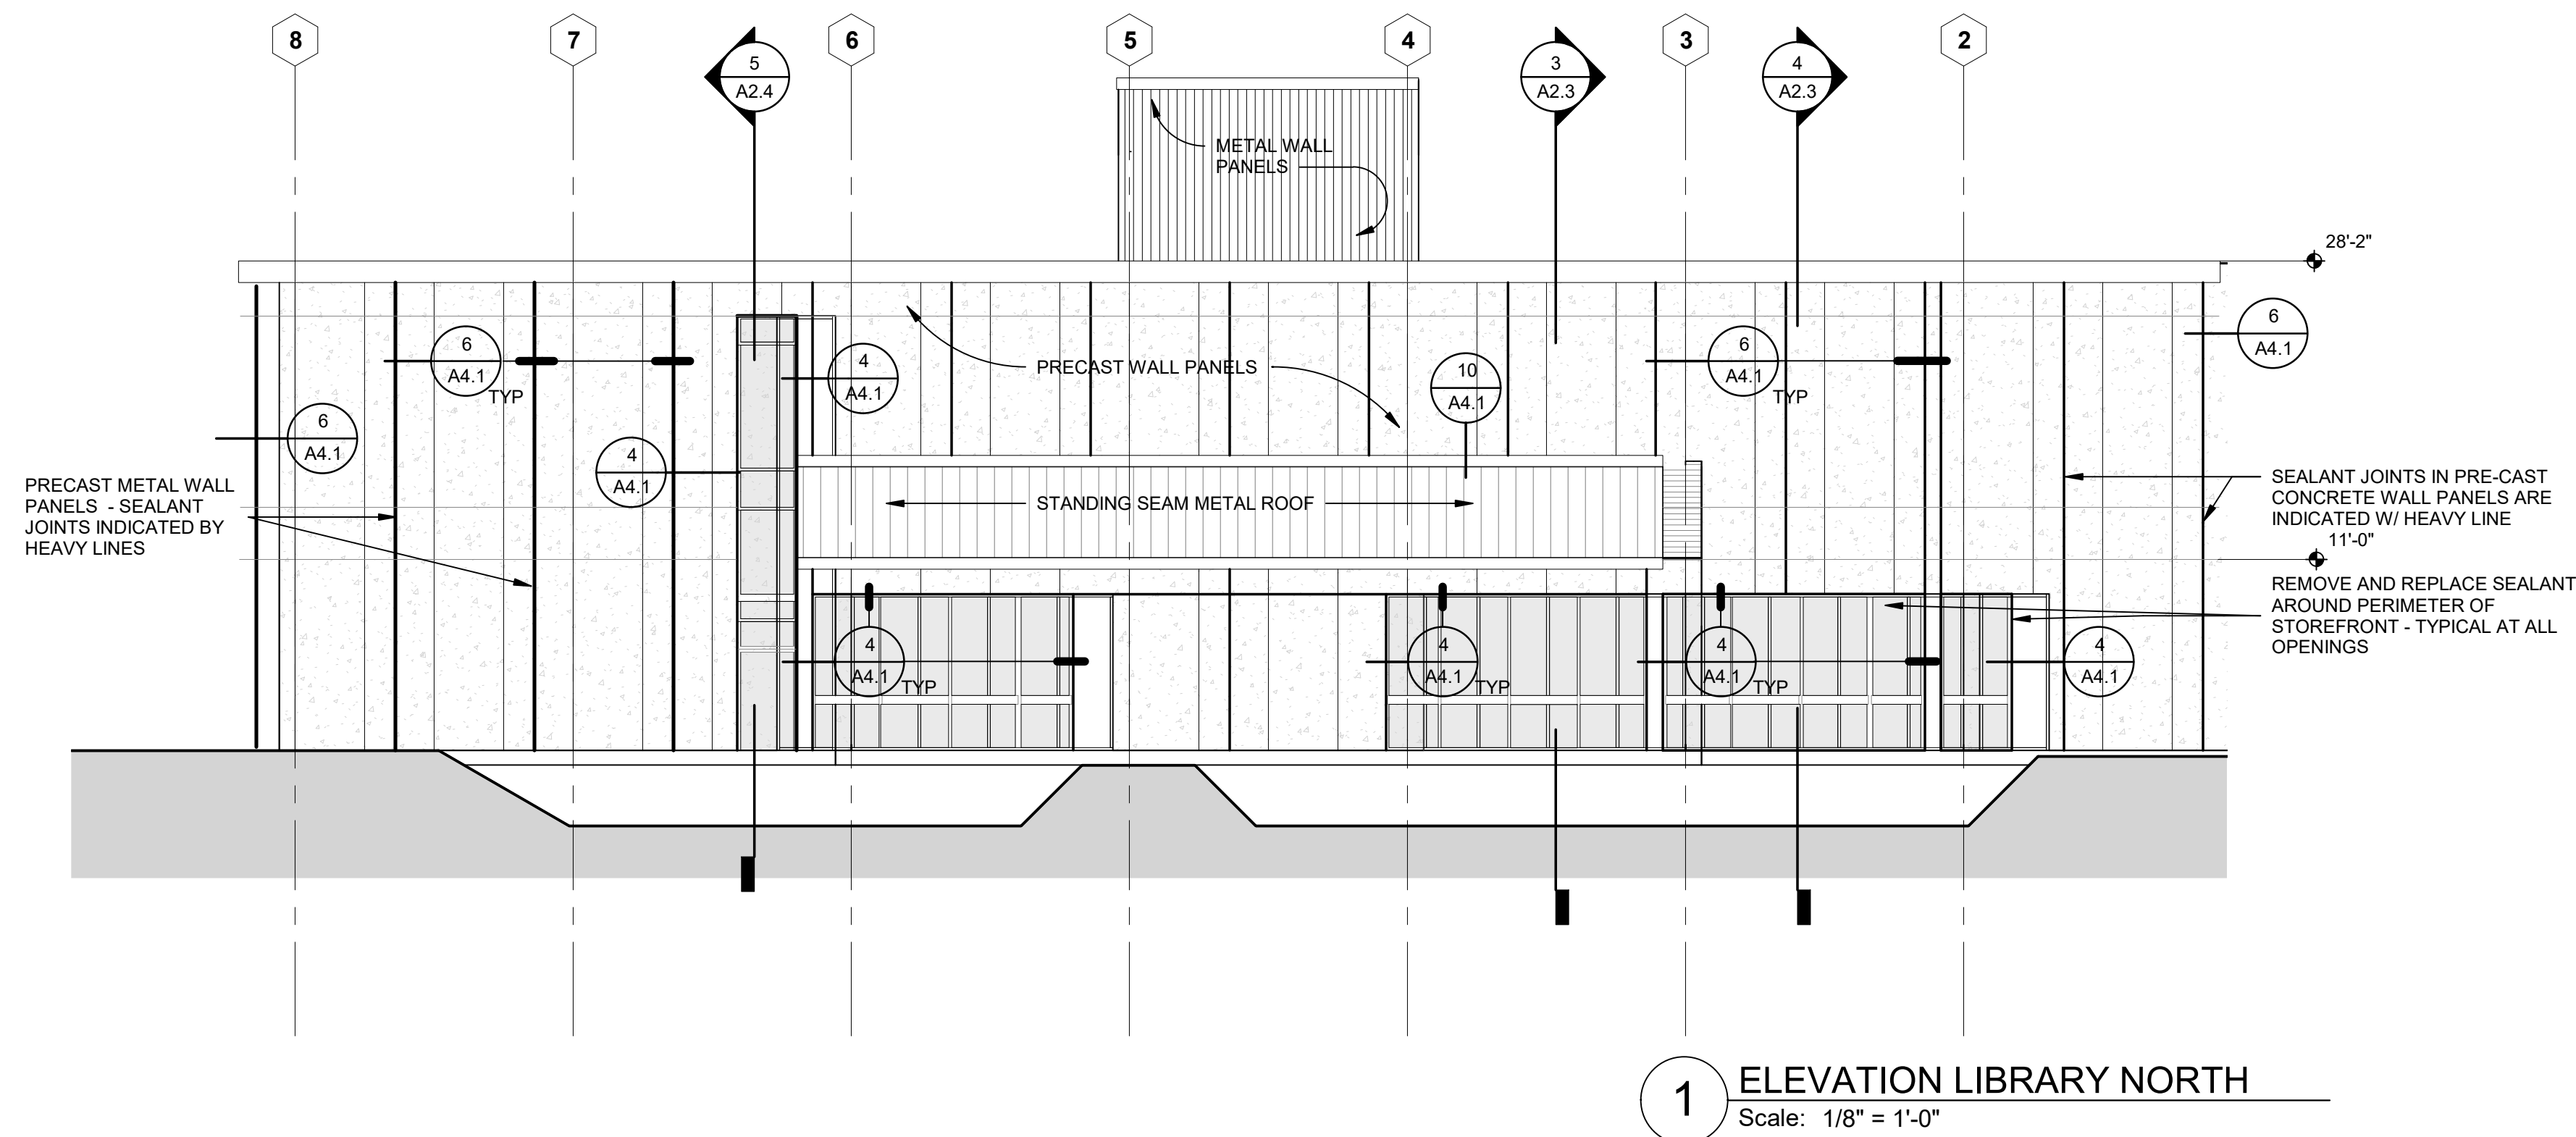 8
7
6
5
4
3
2
5
A2.4
3
A2.3
4
A2.3
METAL WALL
PANELS
28'-2"
6
A4.1
TYP
4
A4.1
PRECAST WALL PANELS
10
A4.1
6
A4.1
TYP
6
A4.1
6
A4.1
4
A4.1
PRECAST METAL WALL
PANELS - SEALANT
JOINTS INDICATED BY
HEAVY LINES
STANDING SEAM METAL ROOF
SEALANT JOINTS IN PRE-CAST
CONCRETE WALL PANELS ARE
INDICATED W/ HEAVY LINE
11'-0"
REMOVE AND REPLACE SEALANT
AROUND PERIMETER OF
STOREFRONT - TYPICAL AT ALL
OPENINGS
4
A4.1
TYP
4
A4.1
TYP
4
A4.1
TYP
4
A4.1
1
ELEVATION LIBRARY NORTH
Scale: 1/8" = 1'-0"